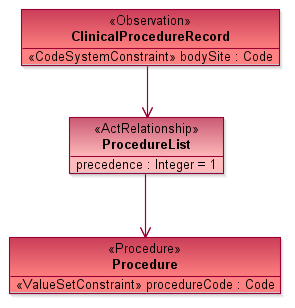 «Observation»
ClinicalProcedureRecord
«CodeSystemConstraint» bodySite : Code
«ActRelationship»
ProcedureList
precedence : Integer = 1
«Procedure»
Procedure
«ValueSetConstraint» procedureCode : Code